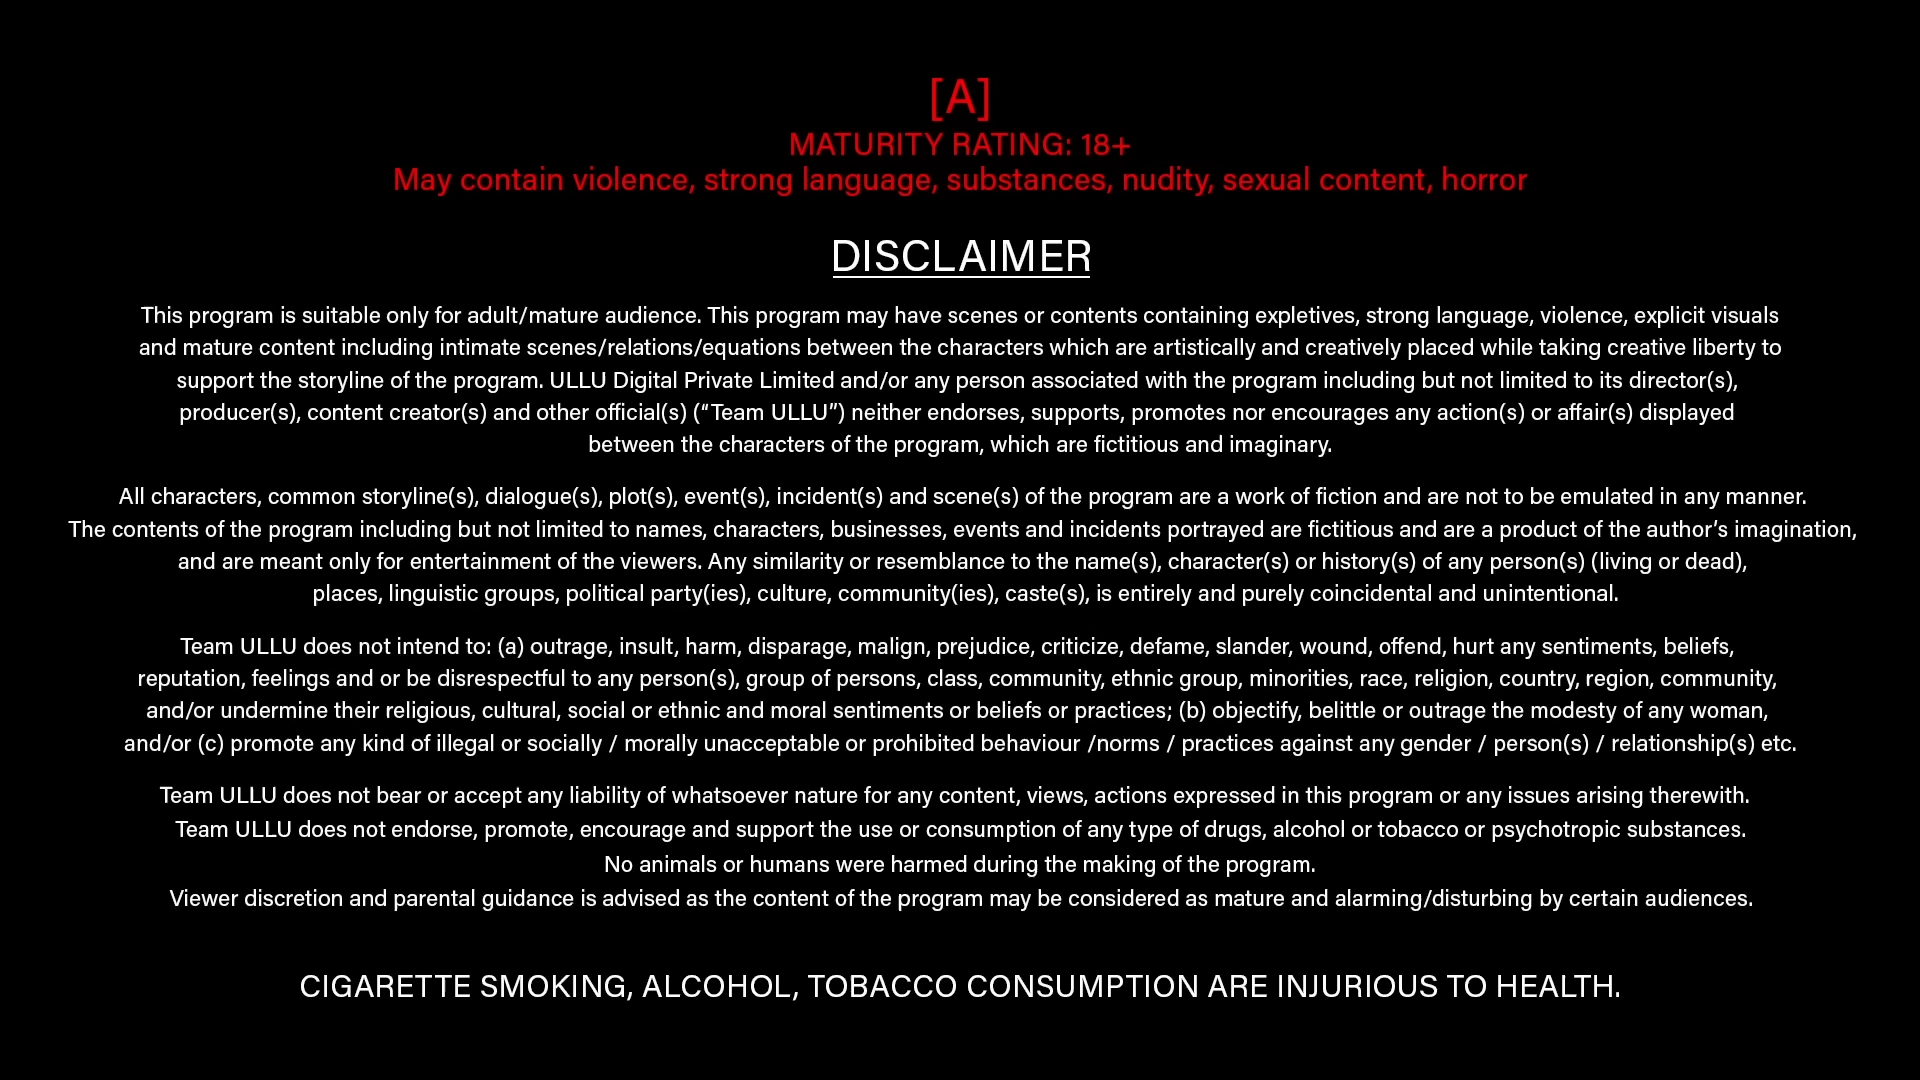 [A]
MATURITY RATING: 18+
May contain violence, strong language, substances, nudity, sexual content, horror
DISCLAIMER
This program is suitable only for adult/mature audience. This program may have scenes or contents containing expletives, strong language, violence, explicit visuals
and mature content including intimate scenes/relations/equations between the characters which are artistically and creatively placed while taking creative liberty to
support the storyline of the program. ULLU Digital Private Limited and/or any person associated with the program including but not limited to its director(s),
producer(s), content creator(s) and other official(s) (“Team ULLU”) neither endorses, supports, promotes nor encourages any action(s) or affair(s) displayed
between the characters of the program, which are fictitious and imaginary.
All characters, common storyline(s), dialogue(s), plot(s), event(s), incident(s) and scene(s) of the program are a work of fiction and are not to be emulated in any manner.
The contents of the program including but not limited to names, characters, businesses, events and incidents portrayed are fictitious and are a product of the author’s imagination,
and are meant only for entertainment of the viewers. Any similarity or resemblance to the name(s), character(s) or history(s) of any person(s) (living or dead),
places, linguistic groups, political party(ies), culture, community(ies), caste(s), is entirely and purely coincidental and unintentional.
Team ULLU does not intend to: (a) outrage, insult, harm, disparage, malign, prejudice, criticize, defame, slander, wound, offend, hurt any sentiments, beliefs,
reputation, feelings and or be disrespectful to any person(s), group of persons, class, community, ethnic group, minorities, race, religion, country, region, community,
and/or undermine their religious, cultural, social or ethnic and moral sentiments or beliefs or practices; (b) objectify, belittle or outrage the modesty of any woman,
and/or (c) promote any kind of illegal or socially / morally unacceptable or prohibited behaviour /norms / practices against any gender / person(s) / relationship(s) etc.
Team ULLU does not bear or accept any liability of whatsoever nature for any content, views, actions expressed in this program or any issues arising therewith.
Team ULLU does not endorse, promote, encourage and support the use or consumption of any type of drugs, alcohol or tobacco or psychotropic substances.
No animals or humans were harmed during the making of the program.
Viewer discretion and parental guidance is advised as the content of the program may be considered as mature and alarming/disturbing by certain audiences.
CIGARETTE SMOKING, ALCOHOL, TOBACCO CONSUMPTION ARE INJURIOUS TO HEALTH.